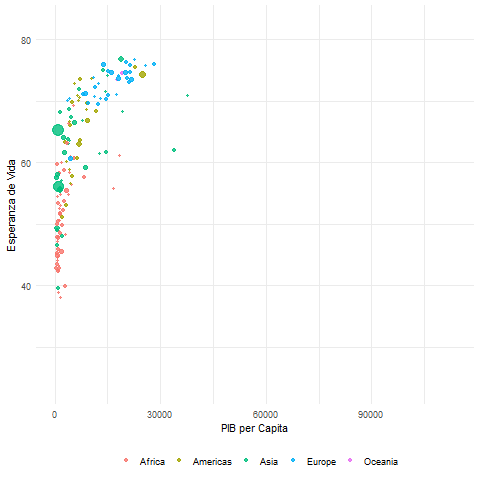 80
60
40
Esperanza de Vida
0 30000 60000 90000
PIB per Capita
Africa Americas Asia Europe Oceania